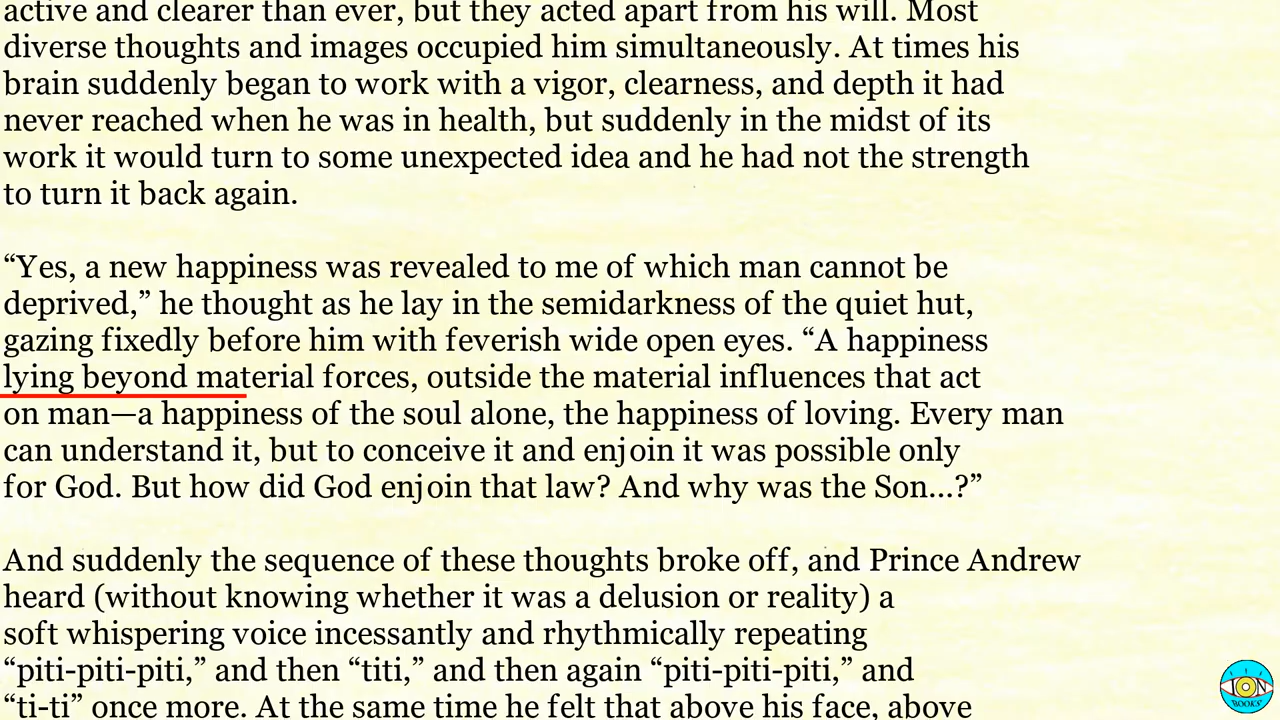 active and clearer than ever, but they acted apart from his will. Most
diverse thoughts and images occupied him simultaneously. At times his
brain suddenly began to work with a vigor, clearness, and depth it had
never reached when he was in health, but suddenly in the midst of its
work it would turn to some unexpected idea and he had not the strength
to turn it back again.
“Yes, a new happiness was revealed to me of which man cannot be
deprived,” he thought as he lay in the semidarkness of the quiet hut,
gazing fixedly before him with feverish wide open eyes. “A happiness
lying beyond material forces, outside the material influences that act
on man—a happiness of the soul alone, the happiness of loving. Every man
can understand it, but to conceive it and enjoin it was possible only
for God. But how did God enjoin that law? And why was the Son...?”
And suddenly the sequence of these thoughts broke off, and Prince Andrew
heard (without knowing whether it was a delusion or reality) a
soft whispering voice incessantly and rhythmically repeating
“piti-piti-piti,” and then “titi,” and then again “piti-piti-piti,” and
“ti-ti” once more. At the same time he felt that above his face, above
ION
BOOKS